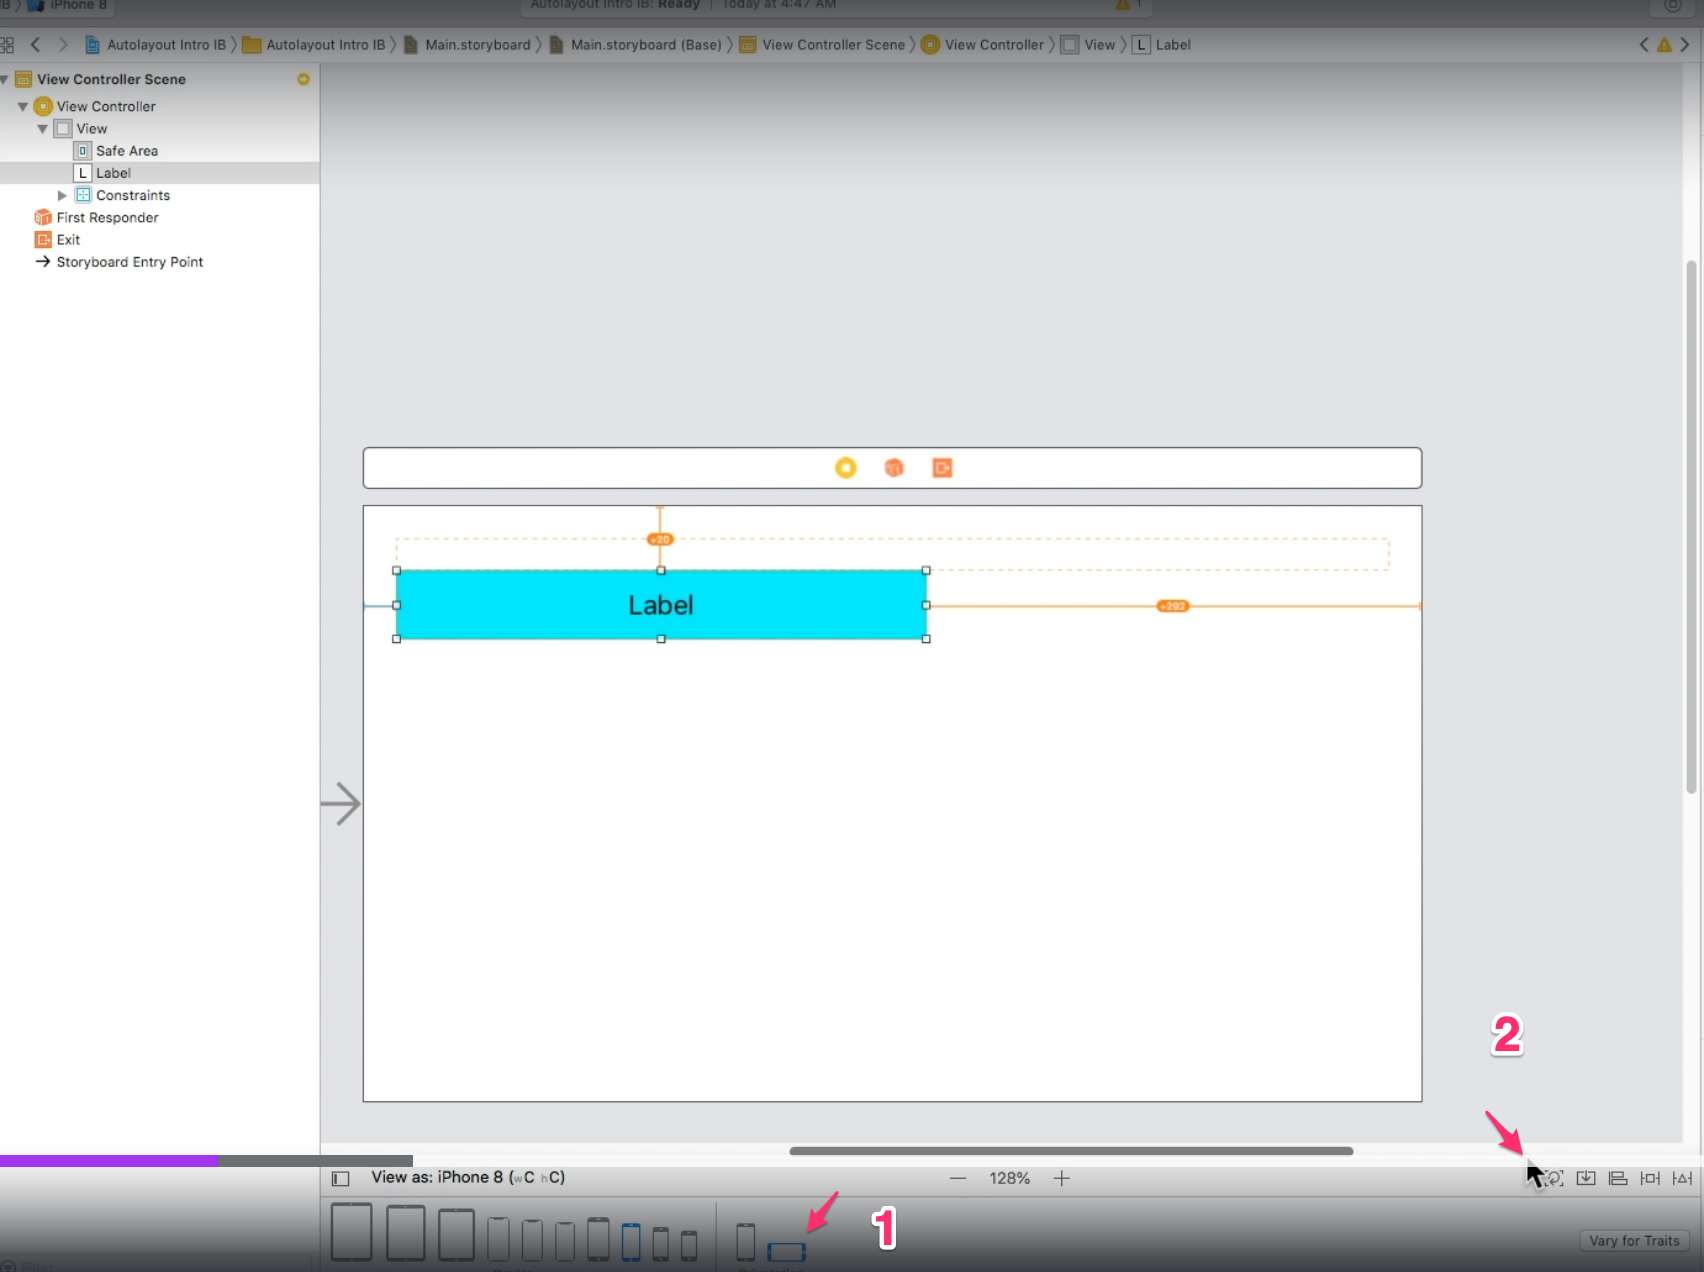 iPhone 8
Autolayout Intro IB: Ready | Today at 4:47 AM
1
Autolayout Intro IB
Autolayout Intro IB
Main.storyboard
Main.storyboard (Base)
View Controller Scene
View Controller
View
L Label
View Controller Scene
View Controller
View
Safe Area
L Label
Constraints
First Responder
Exit
Storyboard Entry Point
+20
Label
+292
2
View as: iPhone 8 (wC hC)
128%
1
Vary for Traits
Filter